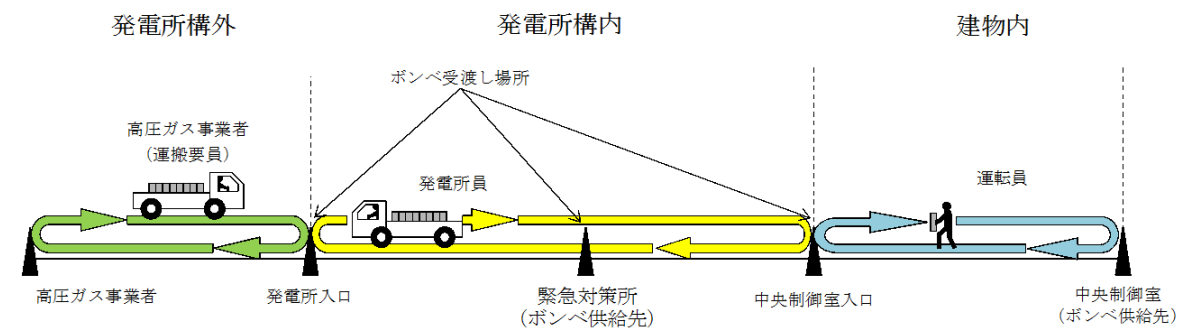 発電所構外
発電所構内
建物内
ボンベ受渡し場所
高圧ガス事業者
(運搬要員)
発電所員
運転員
高圧ガス事業者
発電所入口
緊急対策所
(ボンベ供給先)
中央制御室入口
中央制御室
(ボンベ供給先)